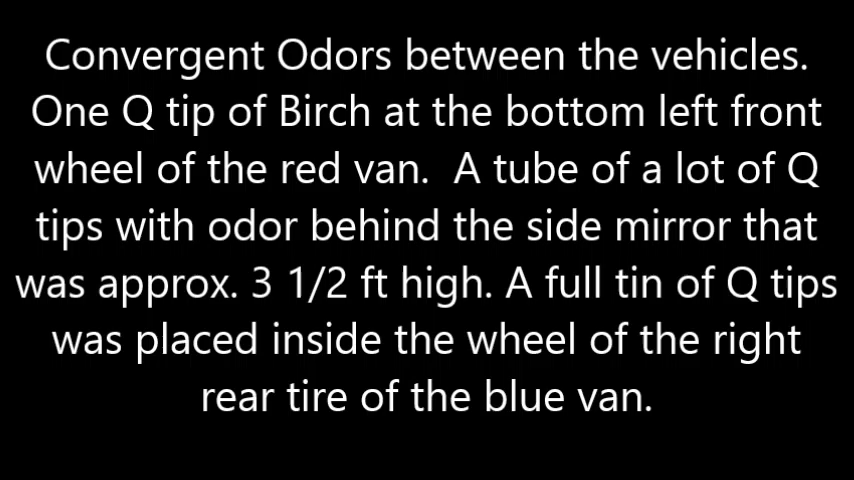 Convergent Odors between the vehicles.
One Q tip of Birch at the bottom left front
wheel of the red van.  A tube of a lot of Q
tips with odor behind the side mirror that
was approx. 3 1/2 ft high. A full tin of Q tips
was placed inside the wheel of the right
rear tire of the blue van.